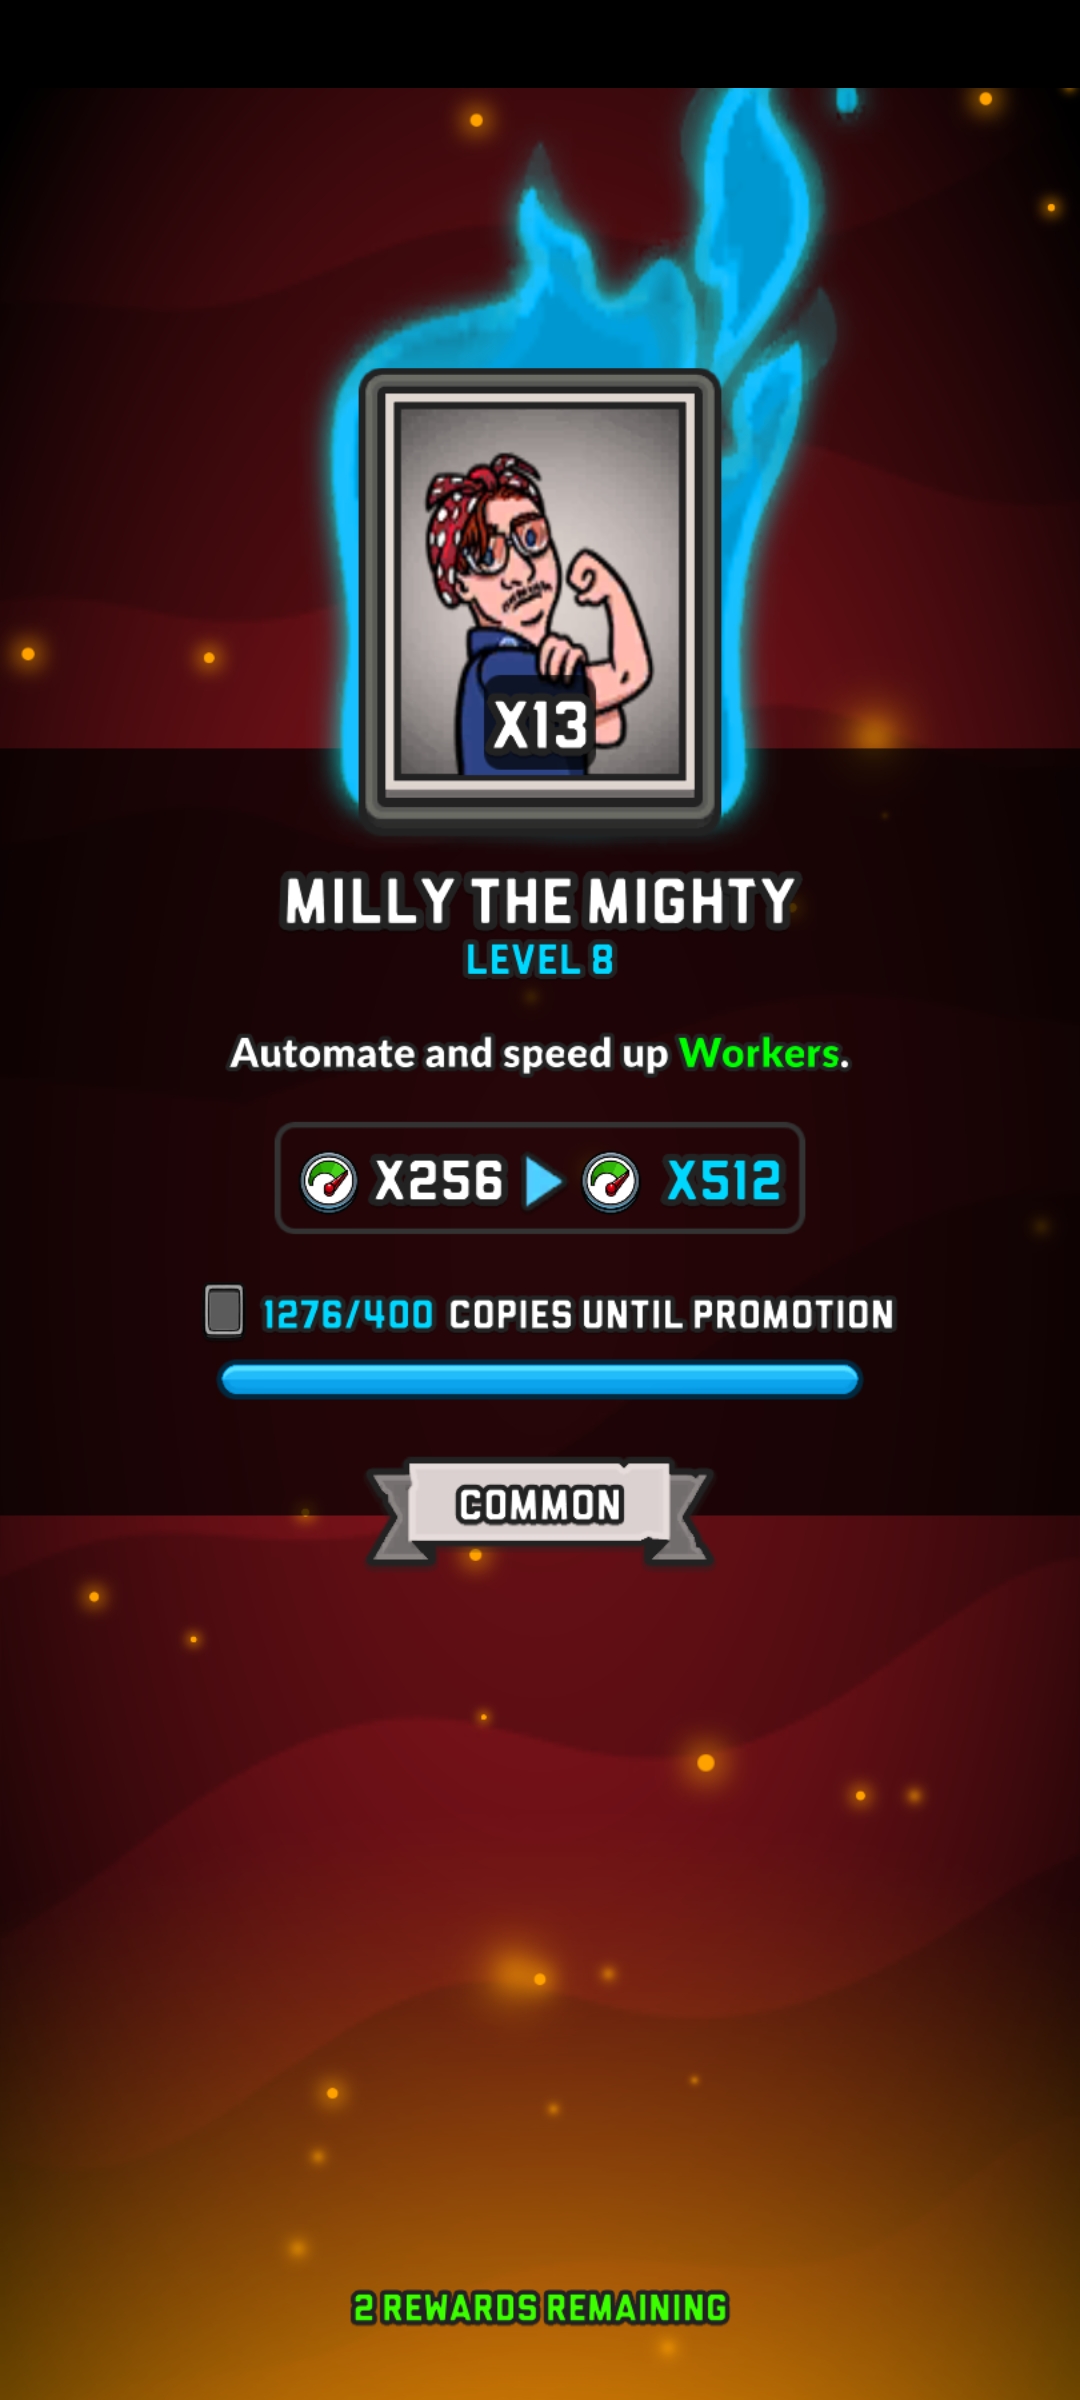 X13
MILLY THE MIGHTY
LEVEL 8
Automate and speed up Workers.
X256 X512
1276/400 COPIES UNTIL PROMOTION
COMMON
2 REWARDS REMAINING